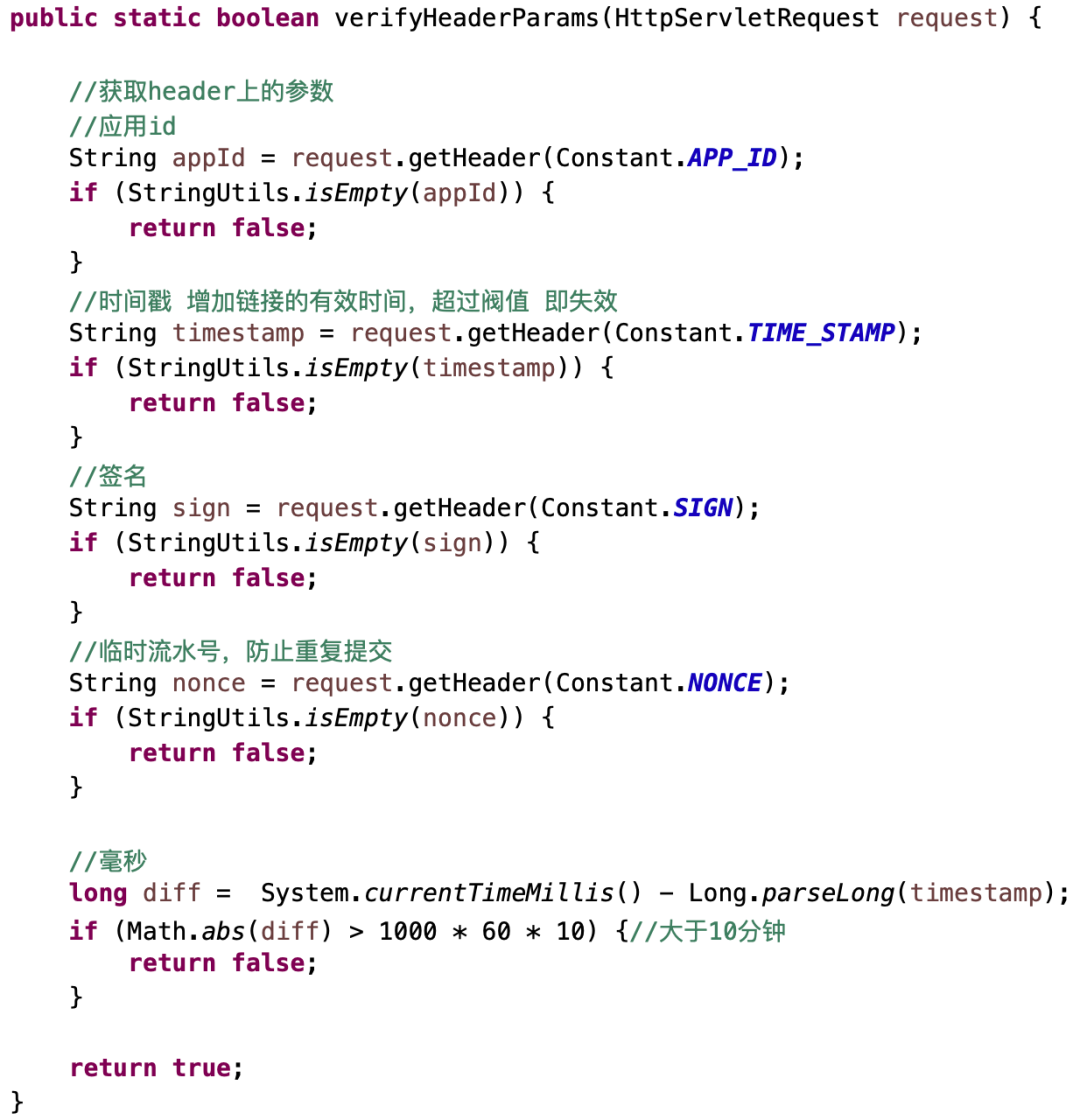 public static boolean verifyHeaderParams(HttpServletRequest request) {
    //获取header上的参数
    //应用id
    String appId = request.getHeader(Constant.APP_ID);
    if (StringUtils.isEmpty(appId)) {
        return false;
    }
    //时间戳 增加链接的有效时间，超过阀值 即失效
    String timestamp = request.getHeader(Constant.TIME_STAMP);
    if (StringUtils.isEmpty(timestamp)) {
        return false;
    }
    //签名
    String sign = request.getHeader(Constant.SIGN);
    if (StringUtils.isEmpty(sign)) {
        return false;
    }
    //临时流水号，防止重复提交
    String nonce = request.getHeader(Constant.NONCE);
    if (StringUtils.isEmpty(nonce)) {
        return false;
    }
    //毫秒
    long diff =  System.currentTimeMillis() - Long.parseLong(timestamp);
    if (Math.abs(diff) > 1000 * 60 * 10) {//大于10分钟
        return false;
    }
    return true;
}